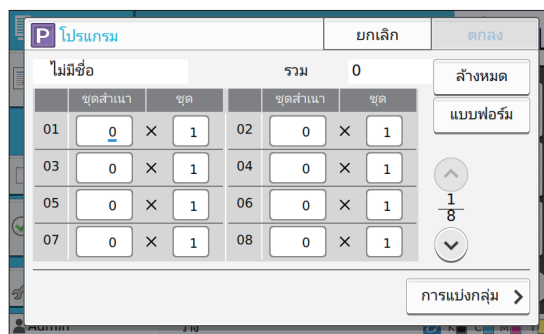 P โปรแกรม ยกเลิก ตกลง
ไม่มีชื่อ รวม 0 ล้างหมด
ชุดสำเนา ชุด ชุดสำเนา ชุด แบบฟอร์ม
01 0 × 1 02 0 × 1
03 0 × 1 04 0 × 1
05 0 × 1 06 0 × 1
1
8
07 0 × 1 08 0 × 1
การแบ่งกลุ่ม
Admin ว่าง K C M